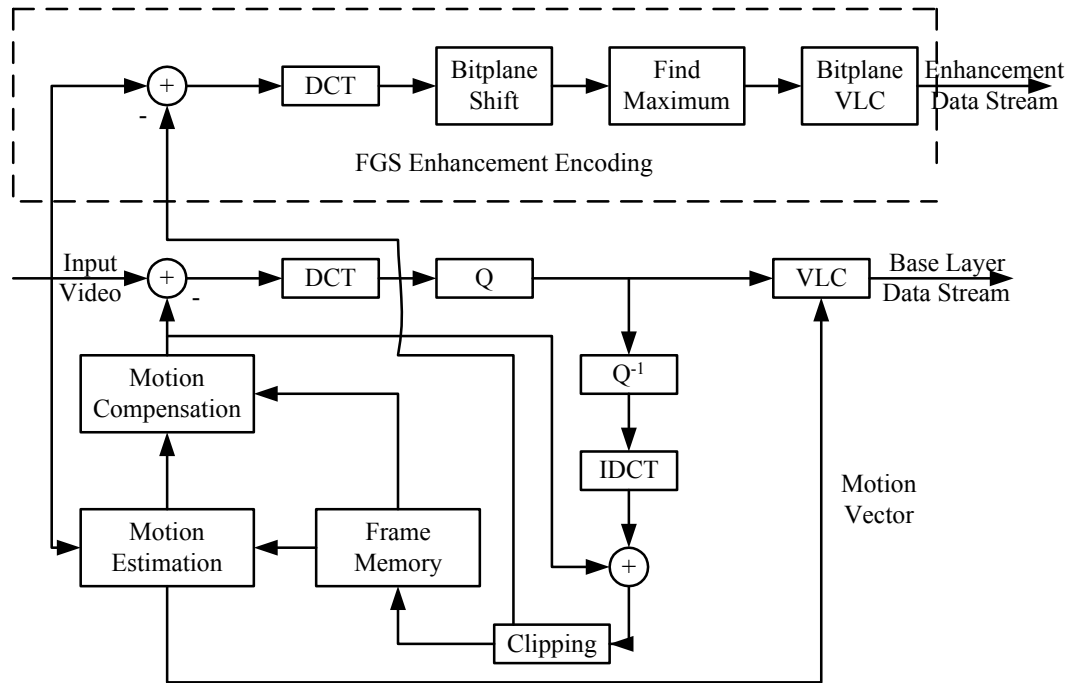 +
-
DCT
Bitplane
Shift
Find
Maximum
Bitplane
VLC
Enhancement
Data Stream
FGS Enhancement Encoding
Input
Video
+
-
DCT
Q
VLC
Base Layer
Data Stream
Motion
Compensation
Q-1
IDCT
Motion
Vector
Motion
Estimation
Frame
Memory
+
Clipping